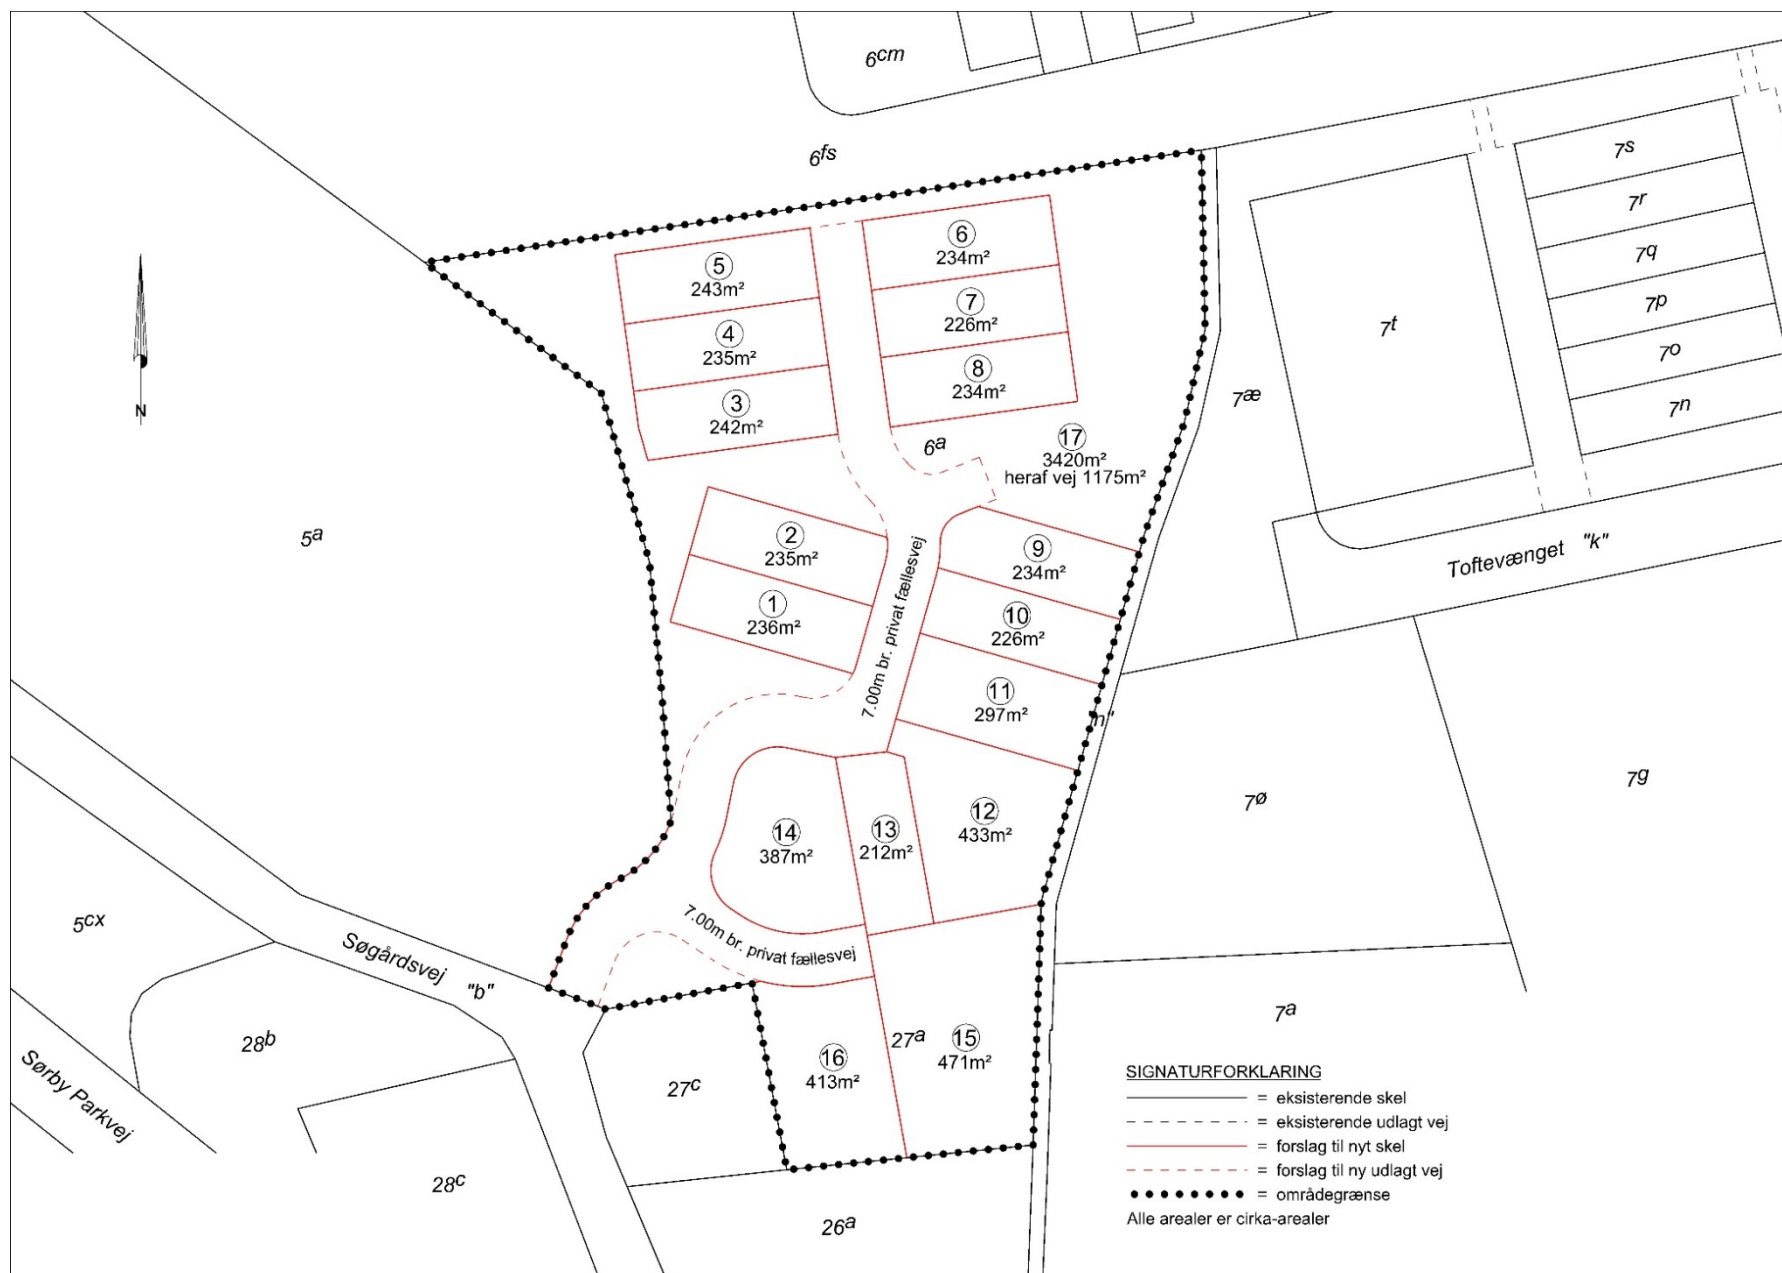 6cm
6fs
7s
7r
7q
7p
7o
7n
7t
7æ
5
243m²
6
234m²
4
235m²
7
226m²
3
242m²
8
234m²
6a
17
3420m²
heraf vej 1175m²
N
5a
2
235m²
9
234m²
1
236m²
10
226m²
7.00m br. privat fællesvej
11
297m²
"n"
Toftevænget "k"
7ø
7g
14
387m²
13
212m²
12
433m²
7.00m br. privat fællesvej
5cx
Søgårdsvej "b"
28b
Sørby Parkvej
28c
27c
16
413m²
27a
15
471m²
7a
26a
SIGNATURFORKLARING
= eksisterende skel
= eksisterende udlagt vej
= forslag til nyt skel
= forslag til ny udlagt vej
= områdegrænse
Alle arealer er cirka-arealer